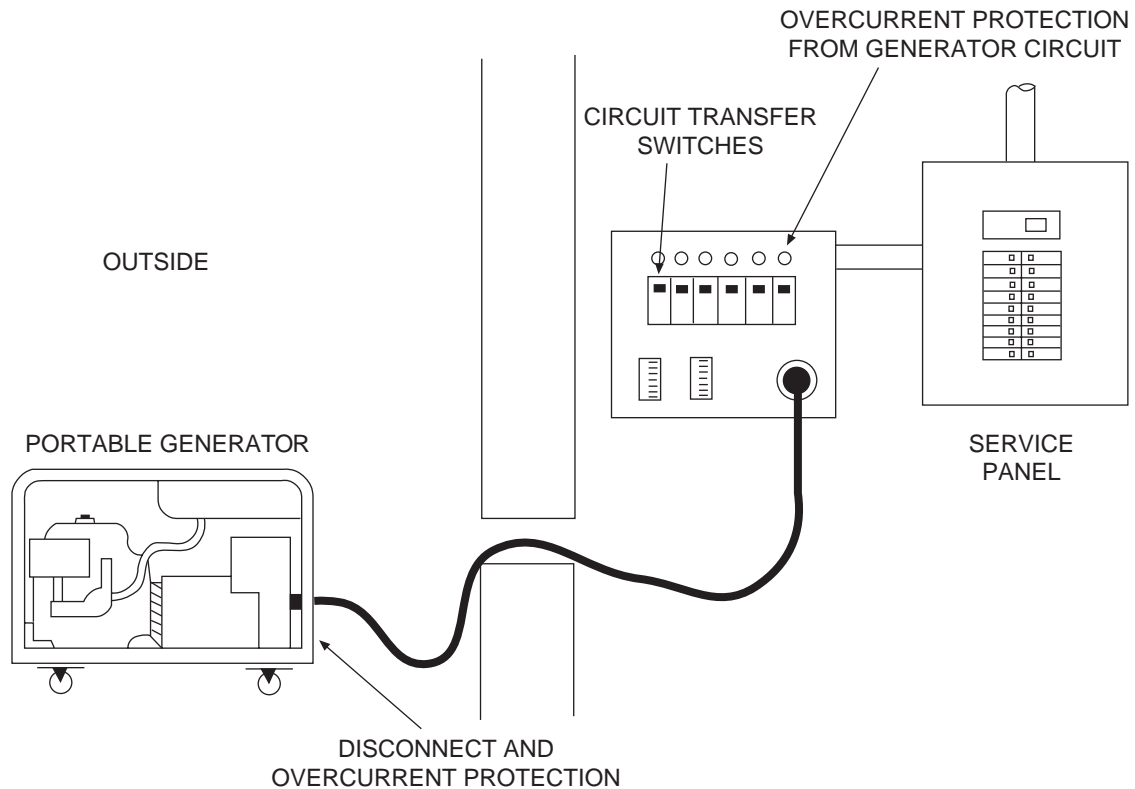 OVERCURRENT PROTECTION
FROM GENERATOR CIRCUIT
CIRCUIT TRANSFER
SWITCHES
OUTSIDE
PORTABLE GENERATOR
SERVICE
PANEL
DISCONNECT AND
OVERCURRENT PROTECTION